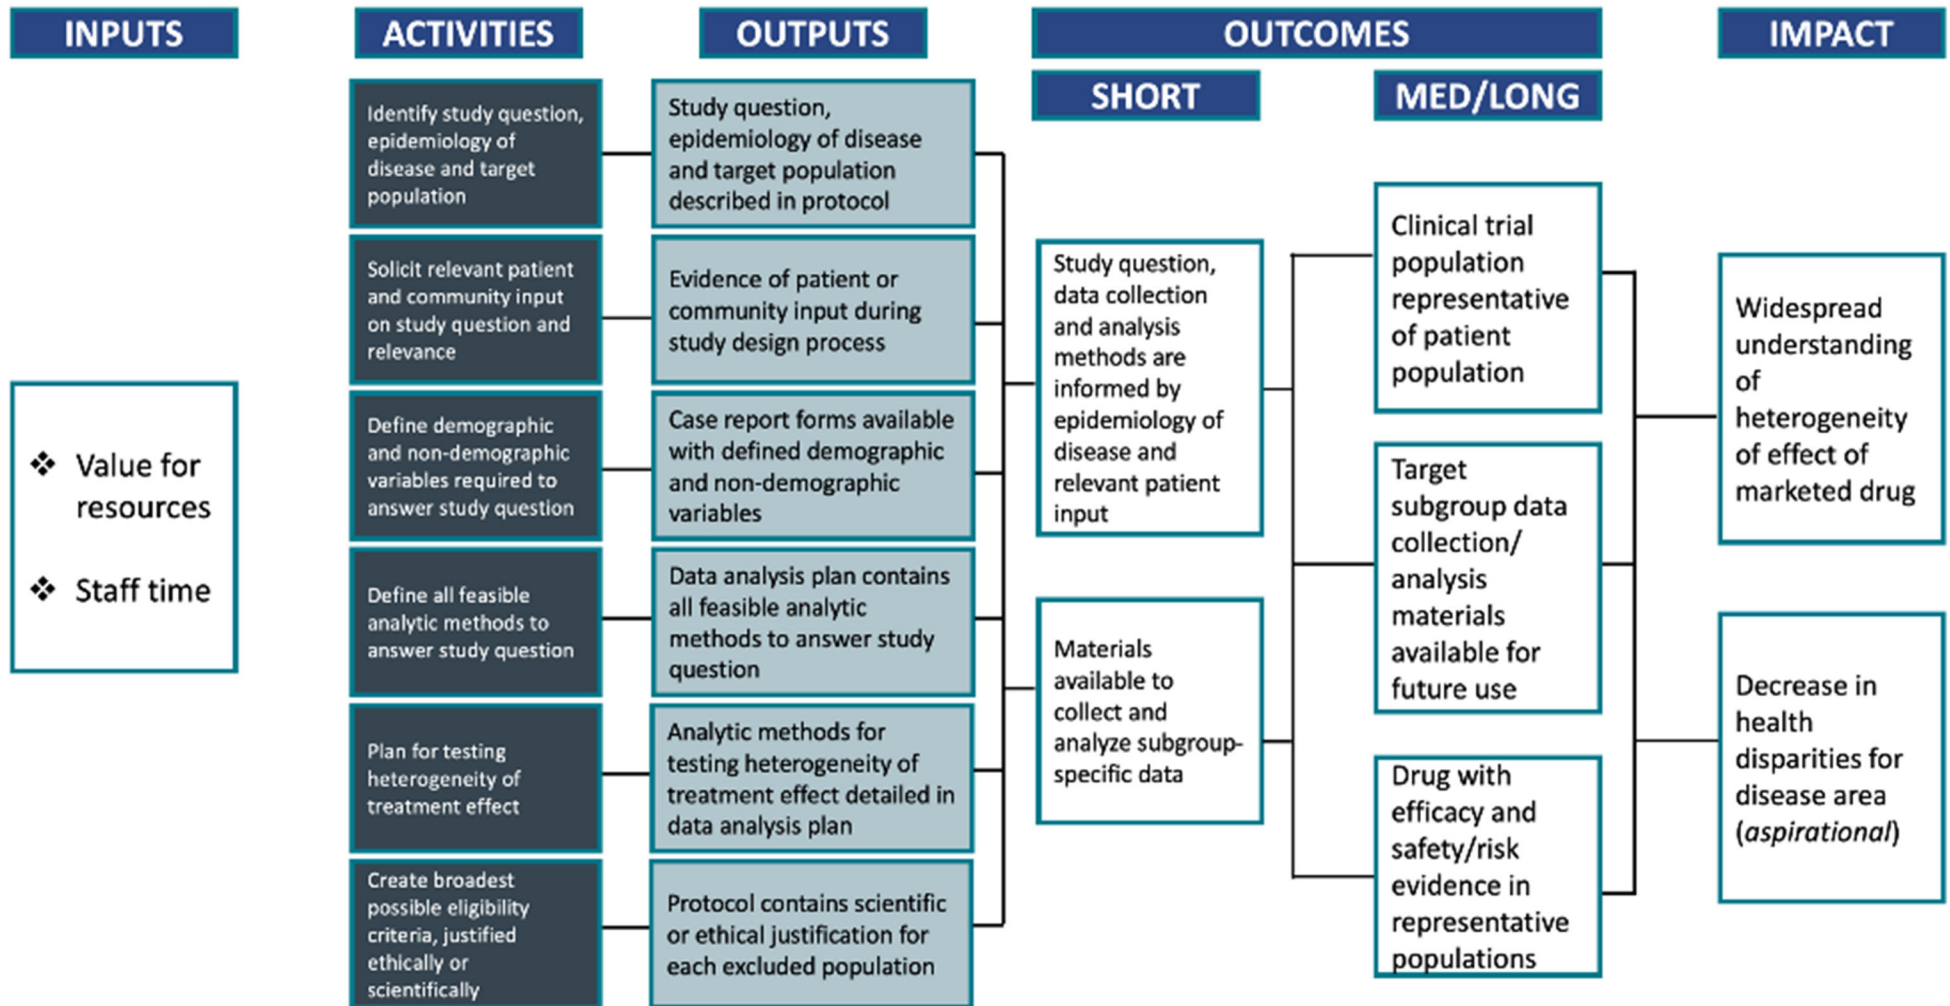 INPUTS
ACTIVITIES
OUTPUTS
OUTCOMES
IMPACT
SHORT
MED/LONG
❖ Value for
resources
❖ Staff time
Identify study question,
epidemiology of
disease and target
population
Solicit relevant patient
and community input
on study question and
relevance
Define demographic
and non-demographic
variables required to
answer study question
Define all feasible
analytic methods to
answer study question
Plan for testing
heterogeneity of
treatment effect
Create broadest
possible eligibility
criteria, justified
ethically or
scientifically
Study question,
epidemiology of disease
and target population
described in protocol
Evidence of patient or
community input during
study design process
Case report forms available
with defined demographic
and non-demographic
variables
Data analysis plan contains
all feasible analytic
methods to answer study
question
Analytic methods for
testing heterogeneity of
treatment effect detailed in
data analysis plan
Protocol contains scientific
or ethical justification for
each excluded population
Study question,
data collection
and analysis
methods are
informed by
epidemiology of
disease and
relevant patient
input
Materials
available to
collect and
analyze subgroup-
specific data
Clinical trial
population
representative
of patient
population
Target
subgroup data
collection/
analysis
materials
available for
future use
Drug with
efficacy and
safety/risk
evidence in
representative
populations
Widespread
understanding
of
heterogeneity
of effect of
marketed drug
Decrease in
health
disparities for
disease area
(aspirational)